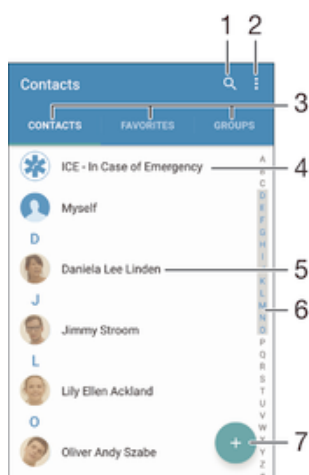 1 2
Contacts
3
CONTACTS FAVORITES GROUPS
ICE - In Case of Emergency 4
Myself
D
Daniela Lee Linden 5
J
Jimmy Stroom
6
L
Lily Ellen Ackland
O
Oliver Andy Szabe
+ 7
A
B
C
D
E
F
G
H
I
K
L
M
N
O
P
Q
R
S
T
U
V
W
Y
Z